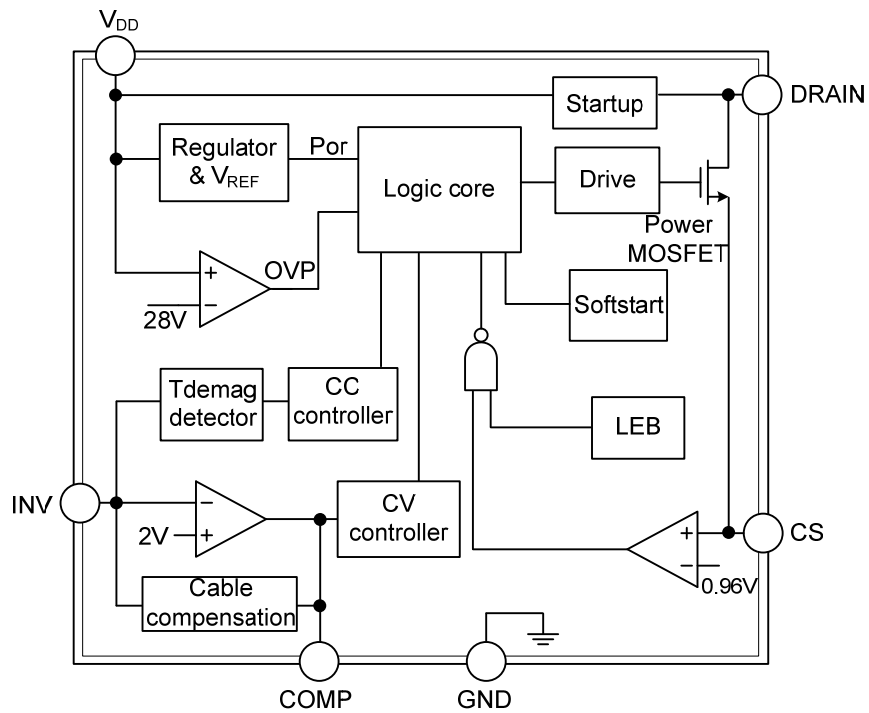 VDD
DRAIN
Startup
Regulator
& VREF
Por
Logic core
Drive
Power
MOSFET
+
OVP
−
28V
Softstart
Tdemag
detector
CC
controller
LEB
INV
−
2V
+
CV
controller
+
CS
−
0.96V
Cable
compensation
COMP
GND